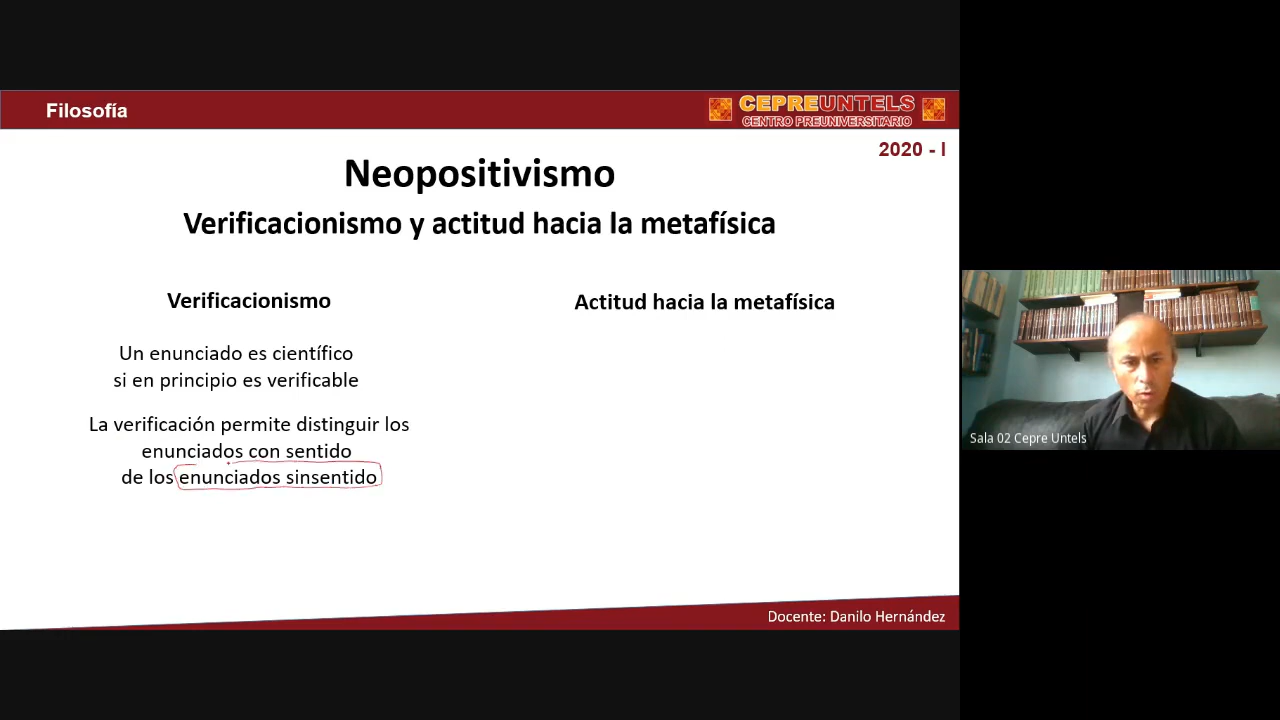 Filosofía
CEPREUNTELS
CENTRO PREUNIVERSITARIO
2020 - I
Neopositivismo
Verificacionismo y actitud hacia la metafísica
Verificacionismo
Actitud hacia la metafísica
Un enunciado es científico
si en principio es verificable
La verificación permite distinguir los
enunciados con sentido
de los enunciados sinsentido
Sala 02 Cepre Untels
Docente: Danilo Hernández